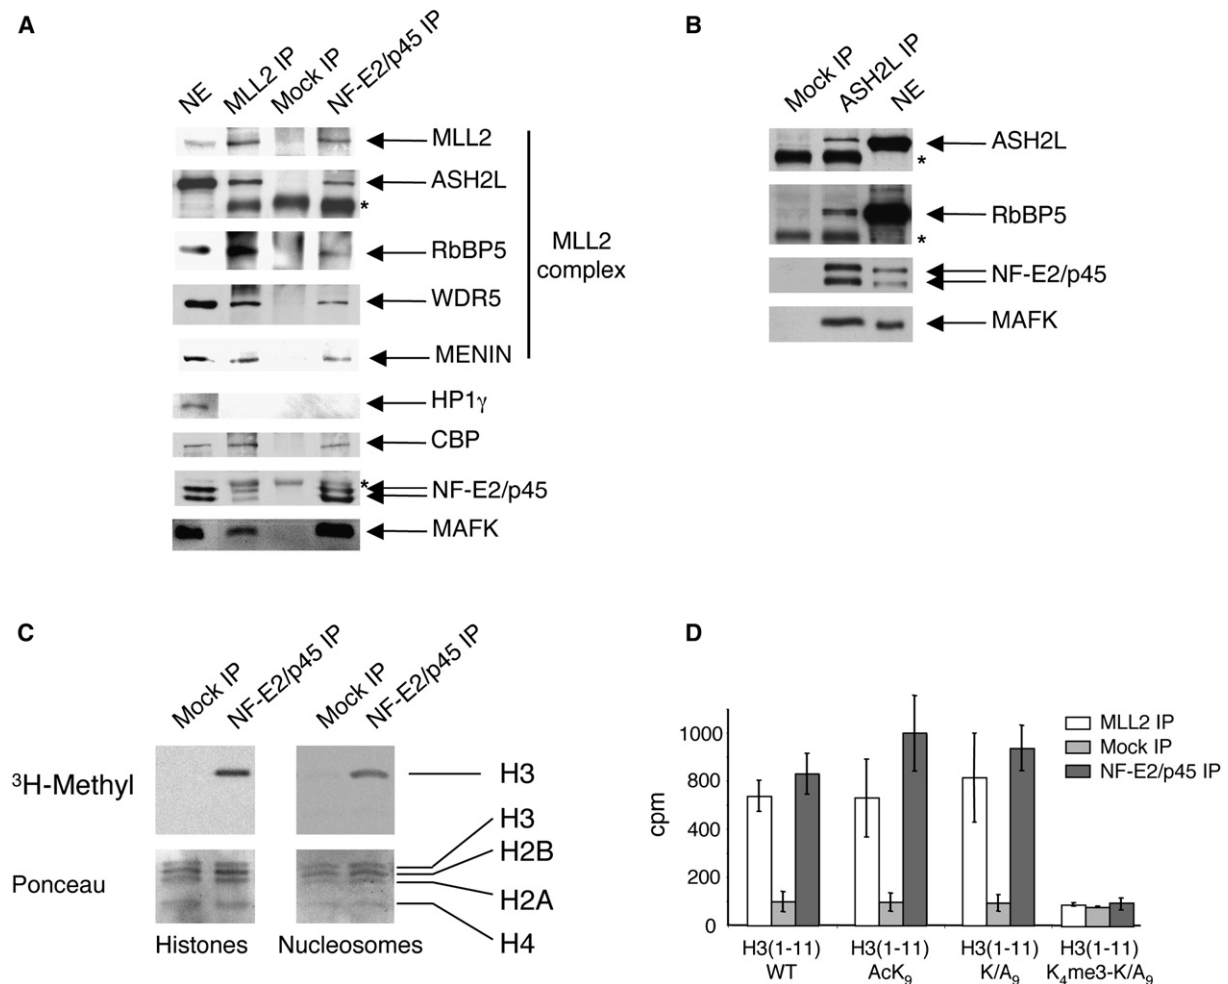 A
NE
MLL2 IP
Mock IP
NF-E2/p45 IP
MLL2
ASH2L
*
RbBP5
WDR5
MENIN
MLL2
complex
HP1γ
CBP
*
NF-E2/p45
MAFK
B
Mock IP
ASH2L IP
NE
ASH2L
*
RbBP5
*
NF-E2/p45
MAFK
C
Mock IP
NF-E2/p45 IP
Mock IP
NF-E2/p45 IP
³H-Methyl
H3
H3
H2B
Ponceau
H2A
H4
Histones
Nucleosomes
D
MLL2 IP
Mock IP
NF-E2/p45 IP
cpm
1000
800
400
200
0
H3(1-11) H3(1-11) H3(1-11) H3(1-11)
WT AcK₉ K/A₉ K₄me3-K/A₉